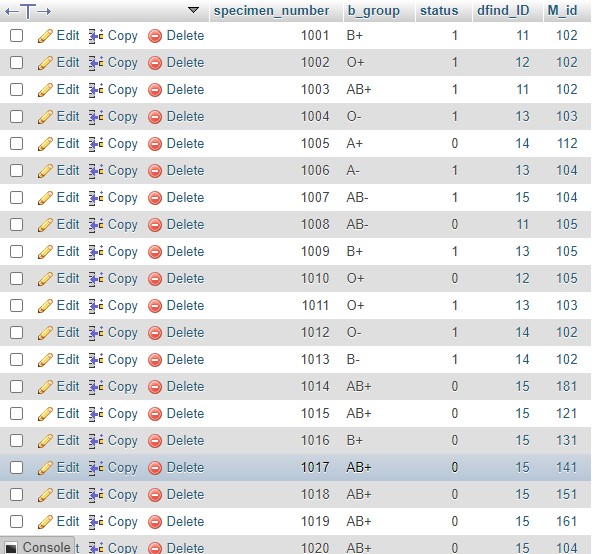 specimen_number b_group status dfind_ID M_id
Edit Copy Delete 1001 B+ 1 11 102
Edit Copy Delete 1002 O+ 1 12 102
Edit Copy Delete 1003 AB+ 1 11 102
Edit Copy Delete 1004 O- 1 13 103
Edit Copy Delete 1005 A+ 0 14 112
Edit Copy Delete 1006 A- 1 13 104
Edit Copy Delete 1007 AB- 1 15 104
Edit Copy Delete 1008 AB- 0 11 105
Edit Copy Delete 1009 B+ 1 13 105
Edit Copy Delete 1010 O+ 0 12 105
Edit Copy Delete 1011 O+ 1 13 103
Edit Copy Delete 1012 O- 1 14 102
Edit Copy Delete 1013 B- 1 14 102
Edit Copy Delete 1014 AB+ 0 15 181
Edit Copy Delete 1015 AB+ 0 15 121
Edit Copy Delete 1016 B+ 0 15 131
Edit Copy Delete 1017 AB+ 0 15 141
Edit Copy Delete 1018 AB+ 0 15 151
Edit Copy Delete 1019 AB+ 0 15 161
Console Copy Delete 1020 AB+ 0 15 104